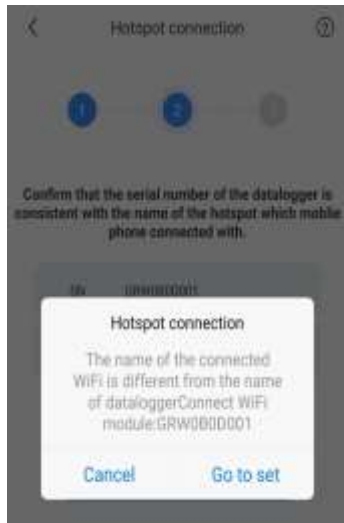 Hotspot connection
1 2 3
Confirm that the serial number of the datalogger is
consistent with the name of the hotspot which mobile
phone connected with.
SN GRW0B0D001
Hotspot connection
The name of the connected
WiFi is different from the name
of dataloggerConnect WiFi
module:GRW0B0D001
Cancel Go to set